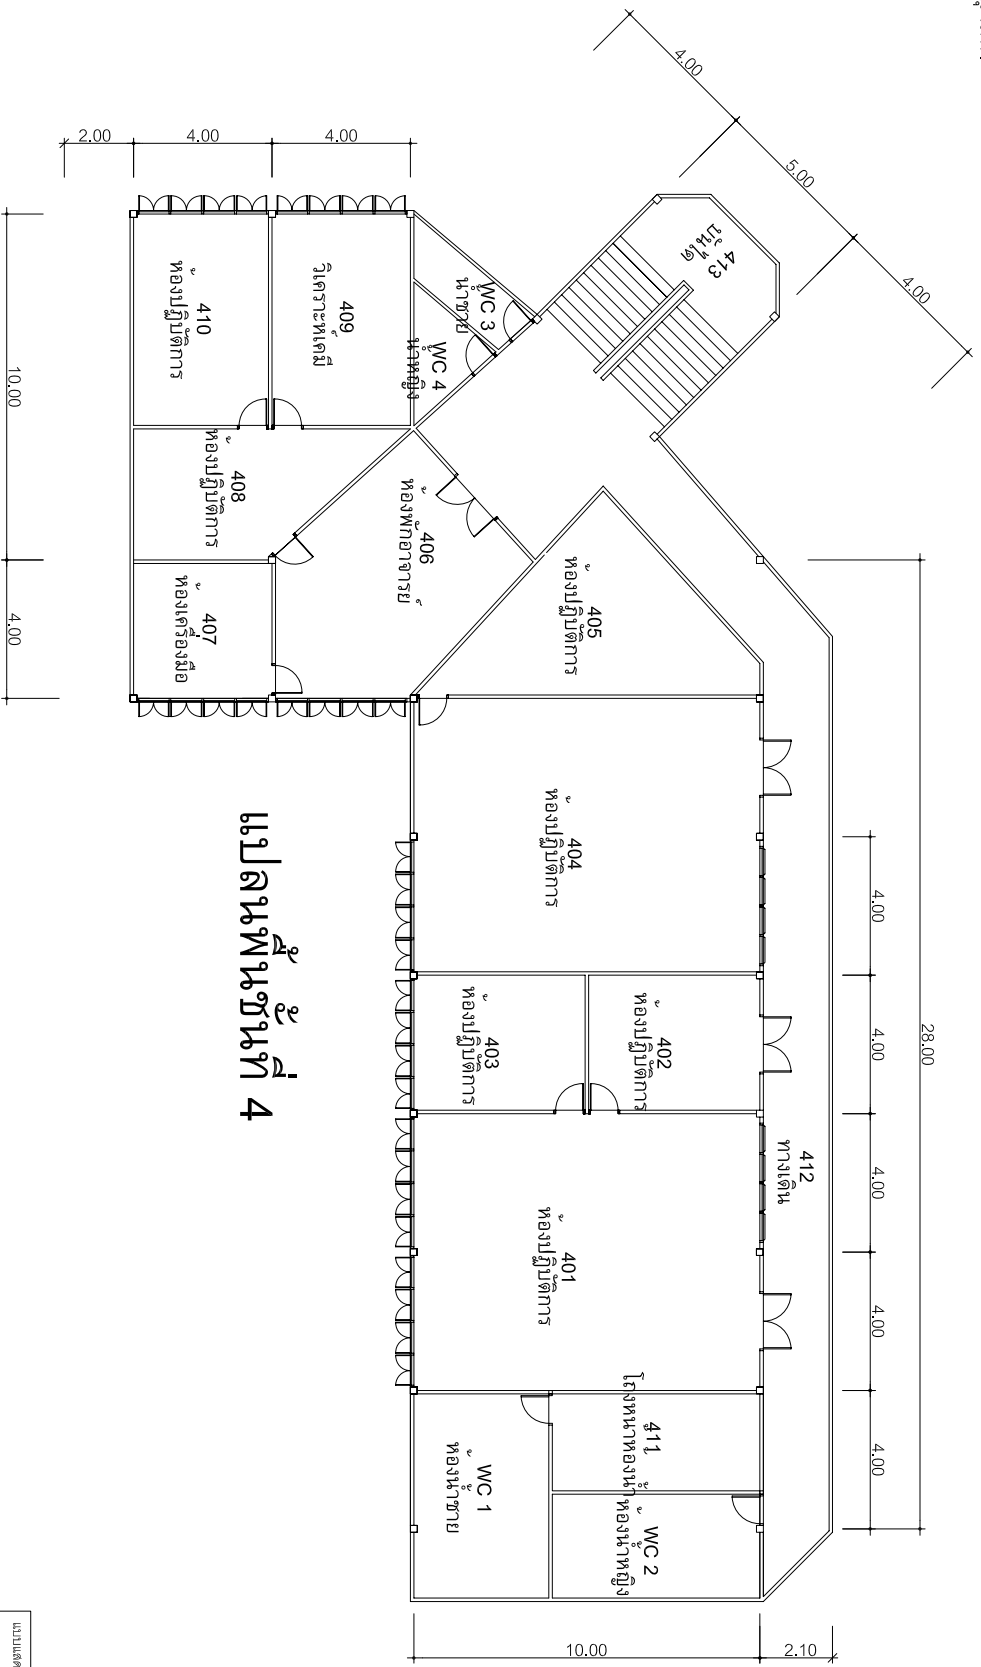 แปลนพื้นชั้นที่ 4
413
บันได
WC 3
น้ำชาย
WC 4
น้ำหญิง
409
วิเคราะห์เคมี
410
ห้องปฏิบัติการ
408
ห้องปฏิบัติการ
407
ห้องเครื่องมือ
406
ห้องพักอาจารย์
405
ห้องปฏิบัติการ
404
ห้องปฏิบัติการ
403
ห้องปฏิบัติการ
402
ห้องปฏิบัติการ
412
ทางเดิน
401
ห้องปฏิบัติการ
411
โถงหน้าห้องน้ำ
WC 1
ห้องน้ำชาย
WC 2
ห้องน้ำหญิง
4.00
5.00
4.00
2.00
4.00
4.00
10.00
4.00
28.00
4.00
4.00
4.00
4.00
4.00
10.00
2.10